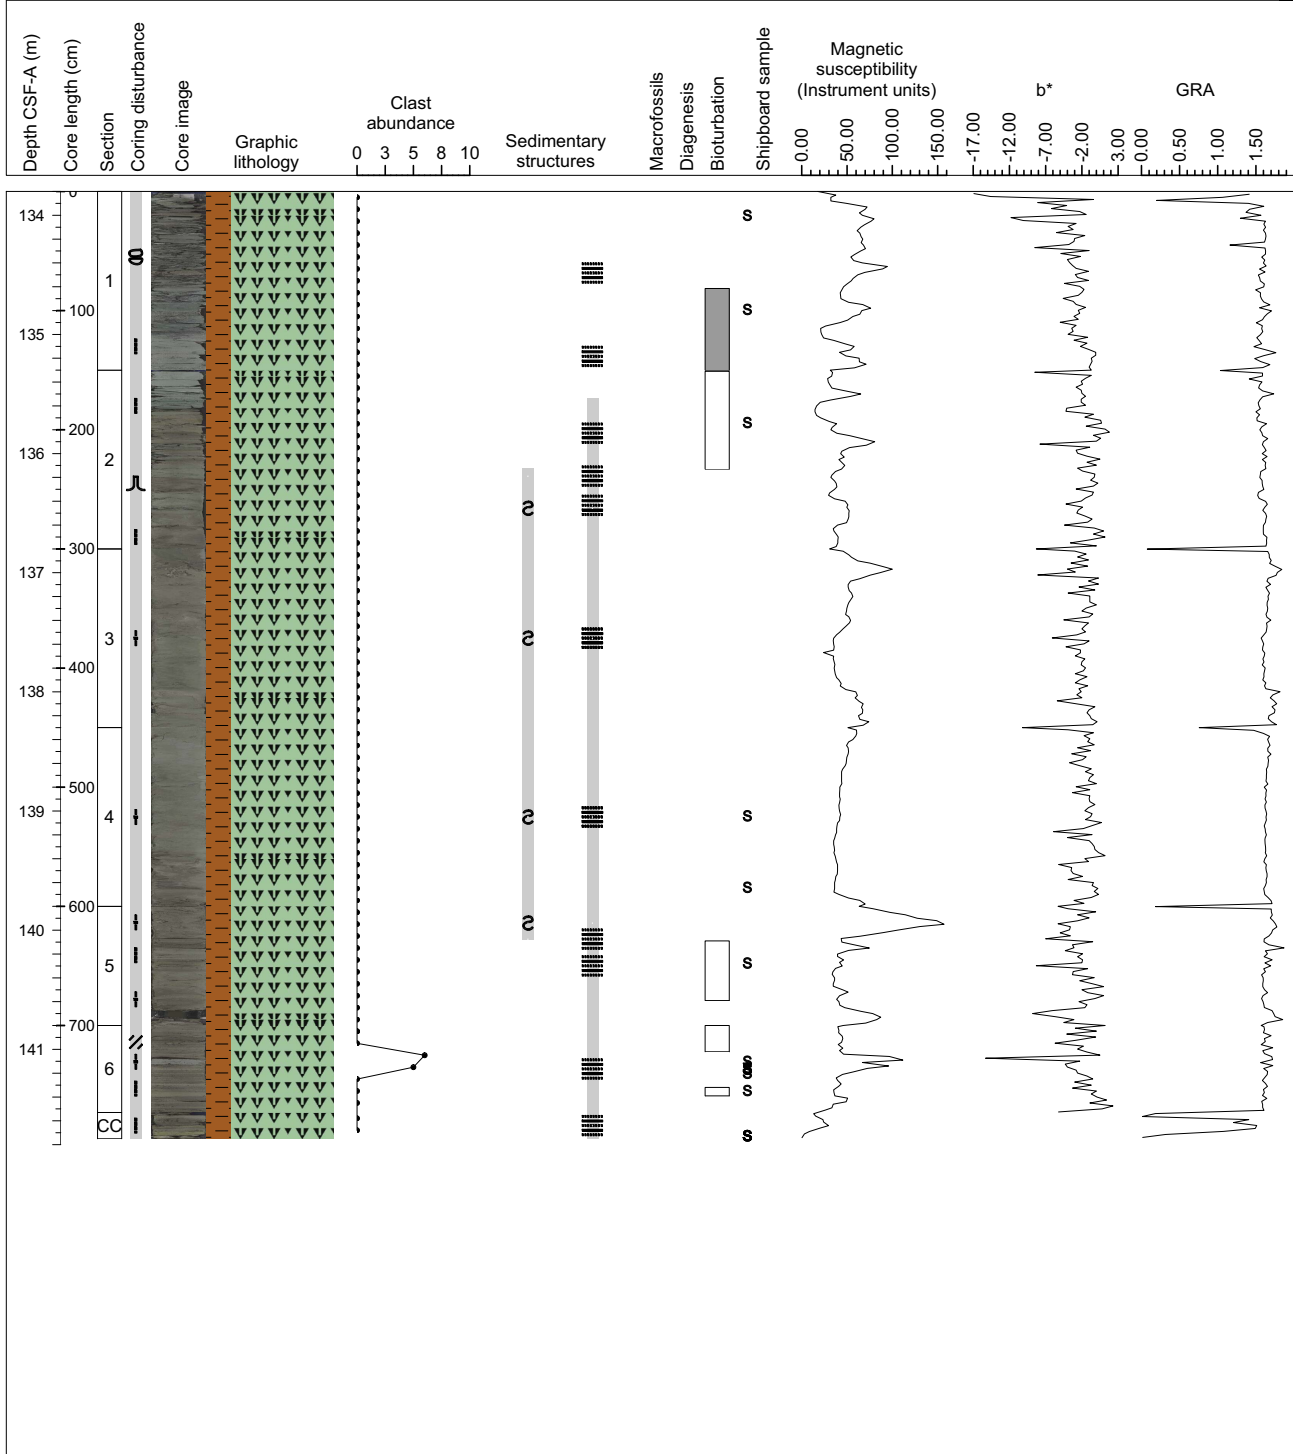 Depth CSF-A (m)
Core length (cm)
Section
Coring disturbance
Core image
Graphic
lithology
Clast
abundance
0 3 5 8 10
Sedimentary
structures
Macrofossils
Diagenesis
Bioturbation
Shipboard sample
Magnetic
susceptibility
(Instrument units)
0.00
50.00
100.00
150.00
b*
-17.00
-12.00
-7.00
-2.00
3.00
GRA
0.00
0.50
1.00
1.50
0
134
S
1
100
S
135
200
S
136
2
S
300
137
3
S
400
138
500
139
4
S
S
S
600
140
S
5
S
700
141
6
S
S
CC
S